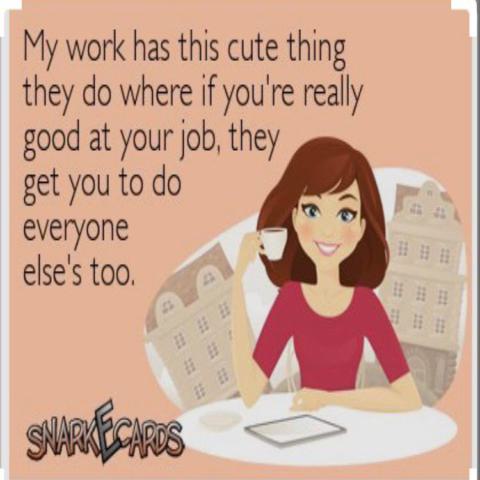 My work has this cute thing
they do where if you're really
good at your job, they
get you to do
everyone
else's too.
SNARKECARDS